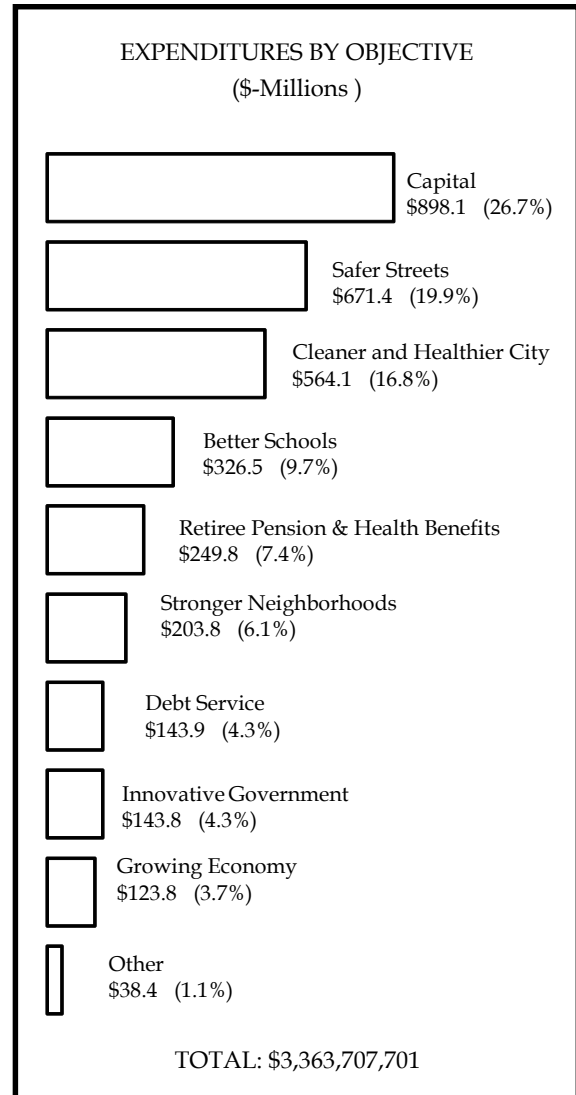 EXPENDITURES BY OBJECTIVE
($-Millions )
Capital
$898.1 (26.7%)
Safer Streets
$671.4 (19.9%)
Cleaner and Healthier City
$564.1 (16.8%)
Better Schools
$326.5 (9.7%)
Retiree Pension & Health Benefits
$249.8 (7.4%)
Stronger Neighborhoods
$203.8 (6.1%)
Debt Service
$143.9 (4.3%)
Innovative Government
$143.8 (4.3%)
Growing Economy
$123.8 (3.7%)
Other
$38.4 (1.1%)
TOTAL: $3,363,707,701